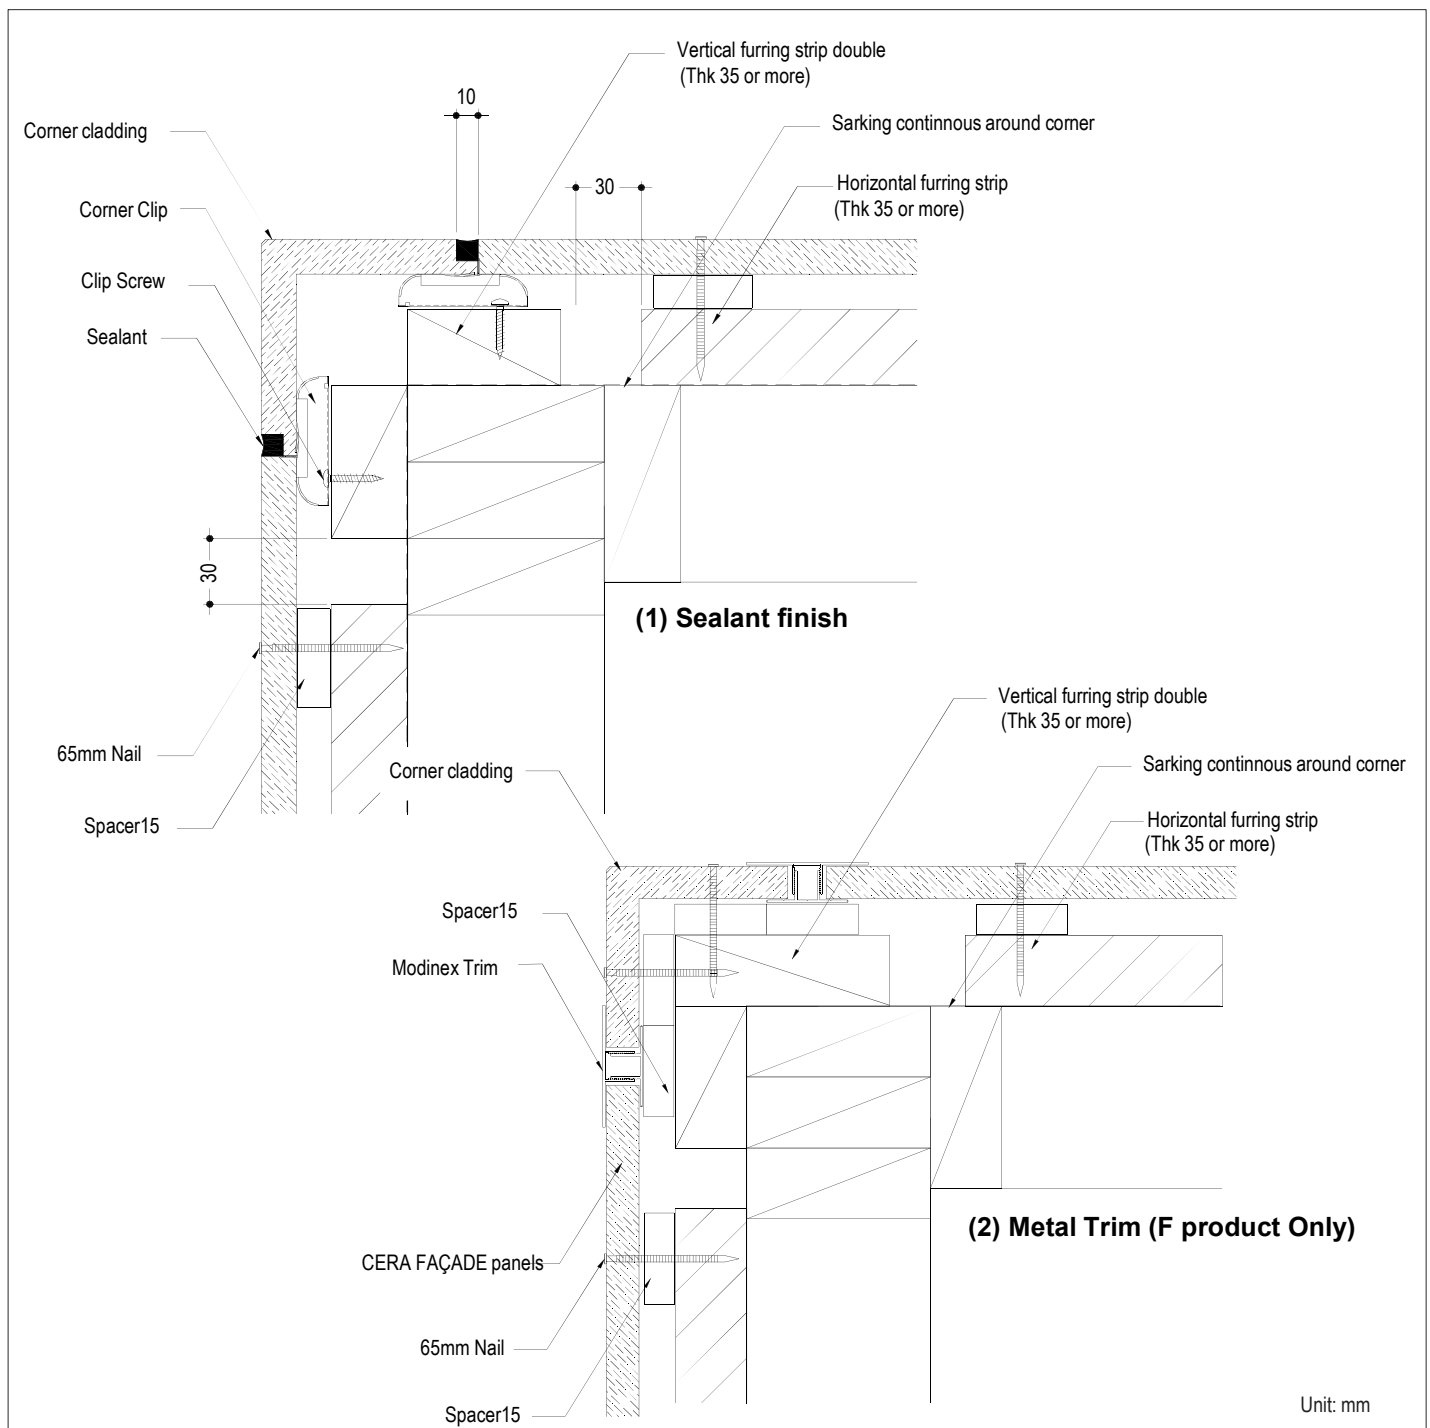 Vertical furring strip double
(Thk 35 or more)
10
Corner cladding
Sarking continnous around corner
30
Horizontal furring strip
(Thk 35 or more)
Corner Clip
Clip Screw
Sealant
30
(1) Sealant finish
65mm Nail
Spacer15
Vertical furring strip double
(Thk 35 or more)
Corner cladding
Sarking continnous around corner
Horizontal furring strip
(Thk 35 or more)
Spacer15
Modinex Trim
(2) Metal Trim (F product Only)
CERA FAÇADE panels
65mm Nail
Spacer15
Unit: mm